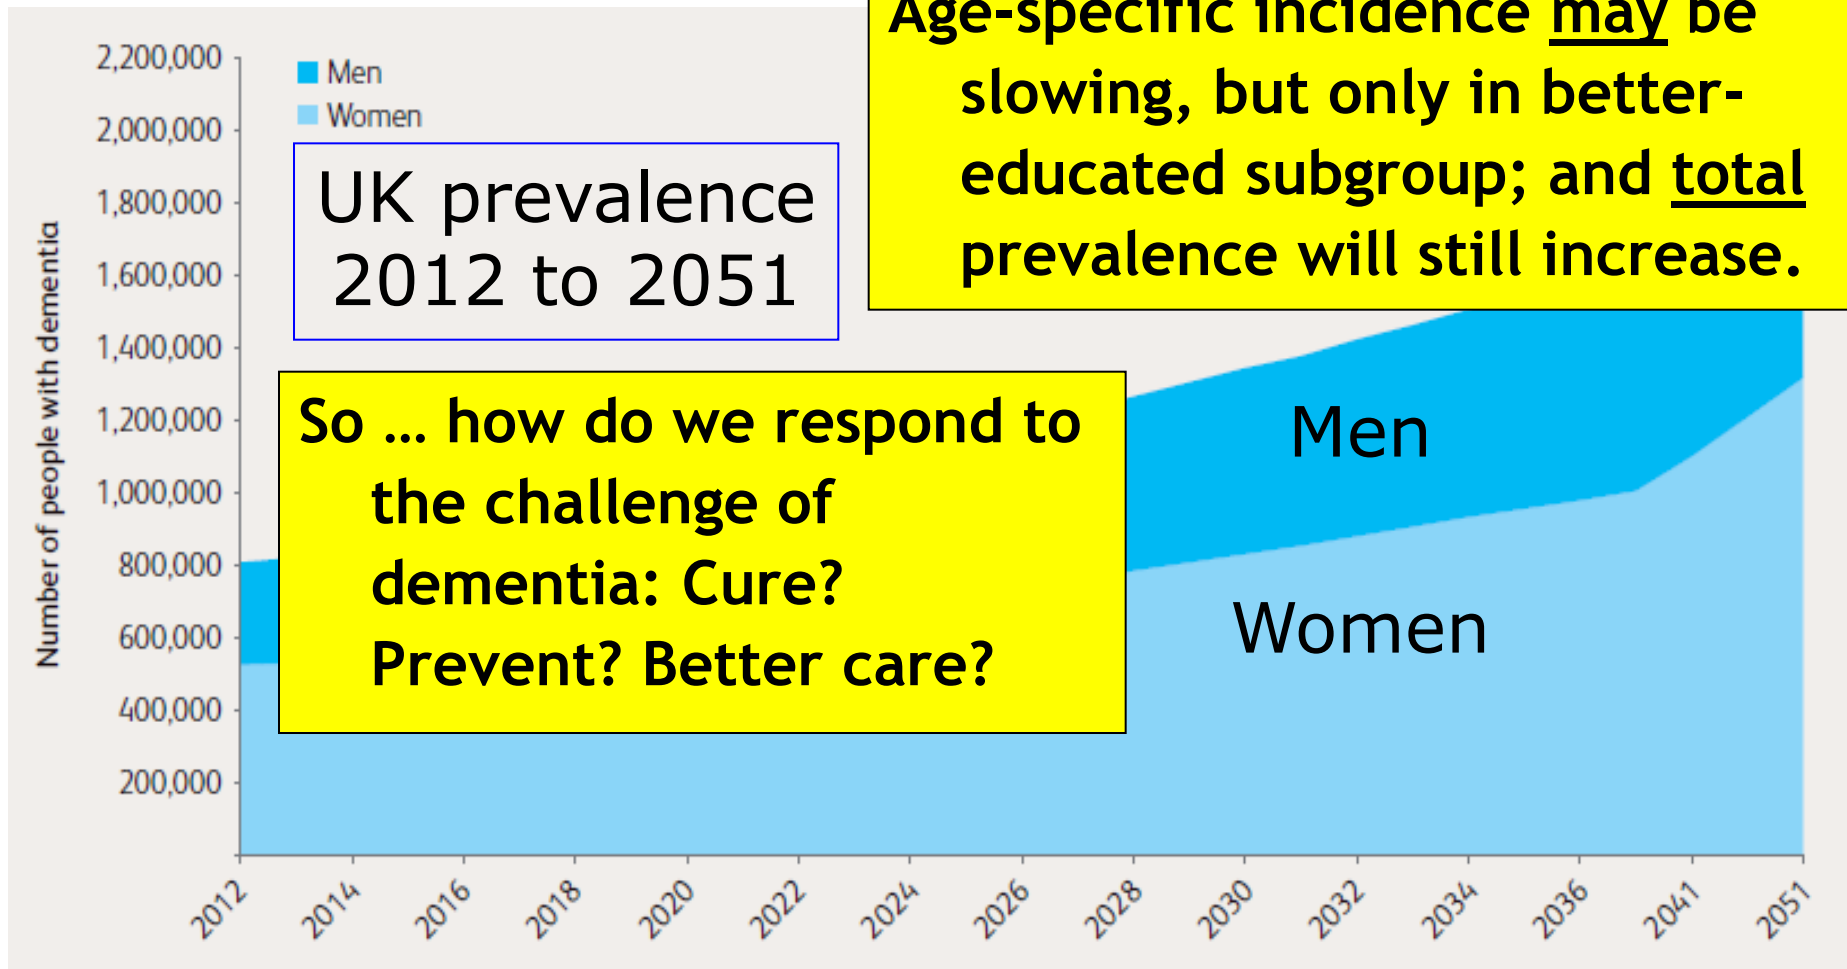 Age-specific incidence may be
slowing, but only in better-
educated subgroup; and total
prevalence will still increase.
2,200,000
2,000,000
1,800,000
1,600,000
1,400,000
1,200,000
1,000,000
800,000
600,000
400,000
200,000
Number of people with dementia
Men
Women
UK prevalence
2012 to 2051
So … how do we respond to
the challenge of
dementia: Cure?
Prevent? Better care?
Men
Women
2012
2014
2016
2018
2020
2022
2024
2026
2028
2030
2032
2034
2036
2041
2051